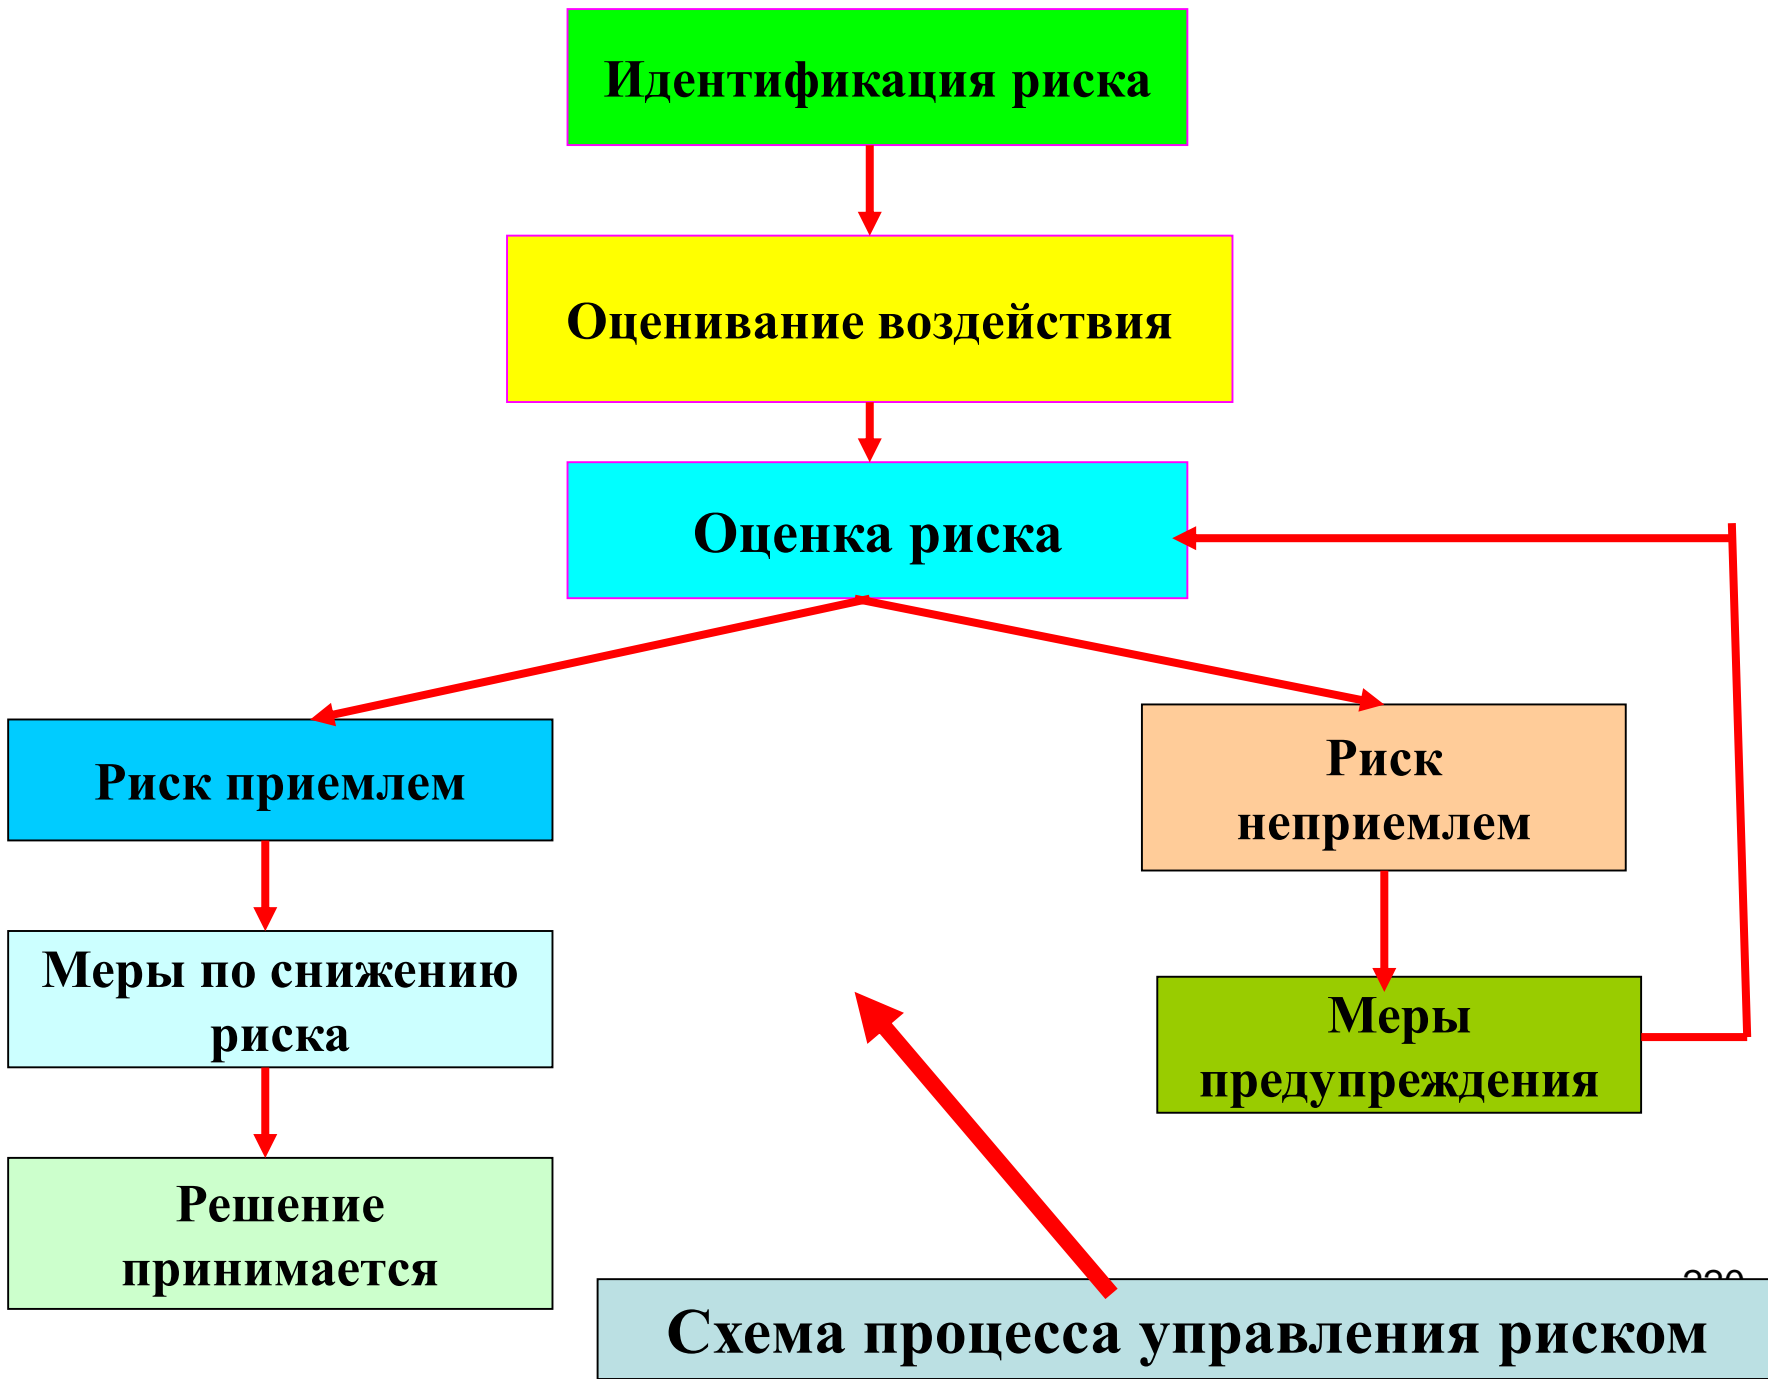 Идентификация риска
Оценивание воздействия
Оценка риска
Риск приемлем
Риск
неприемлем
Меры по снижению
риска
Меры
предупреждения
Решение
принимается
Схема процесса управления риском